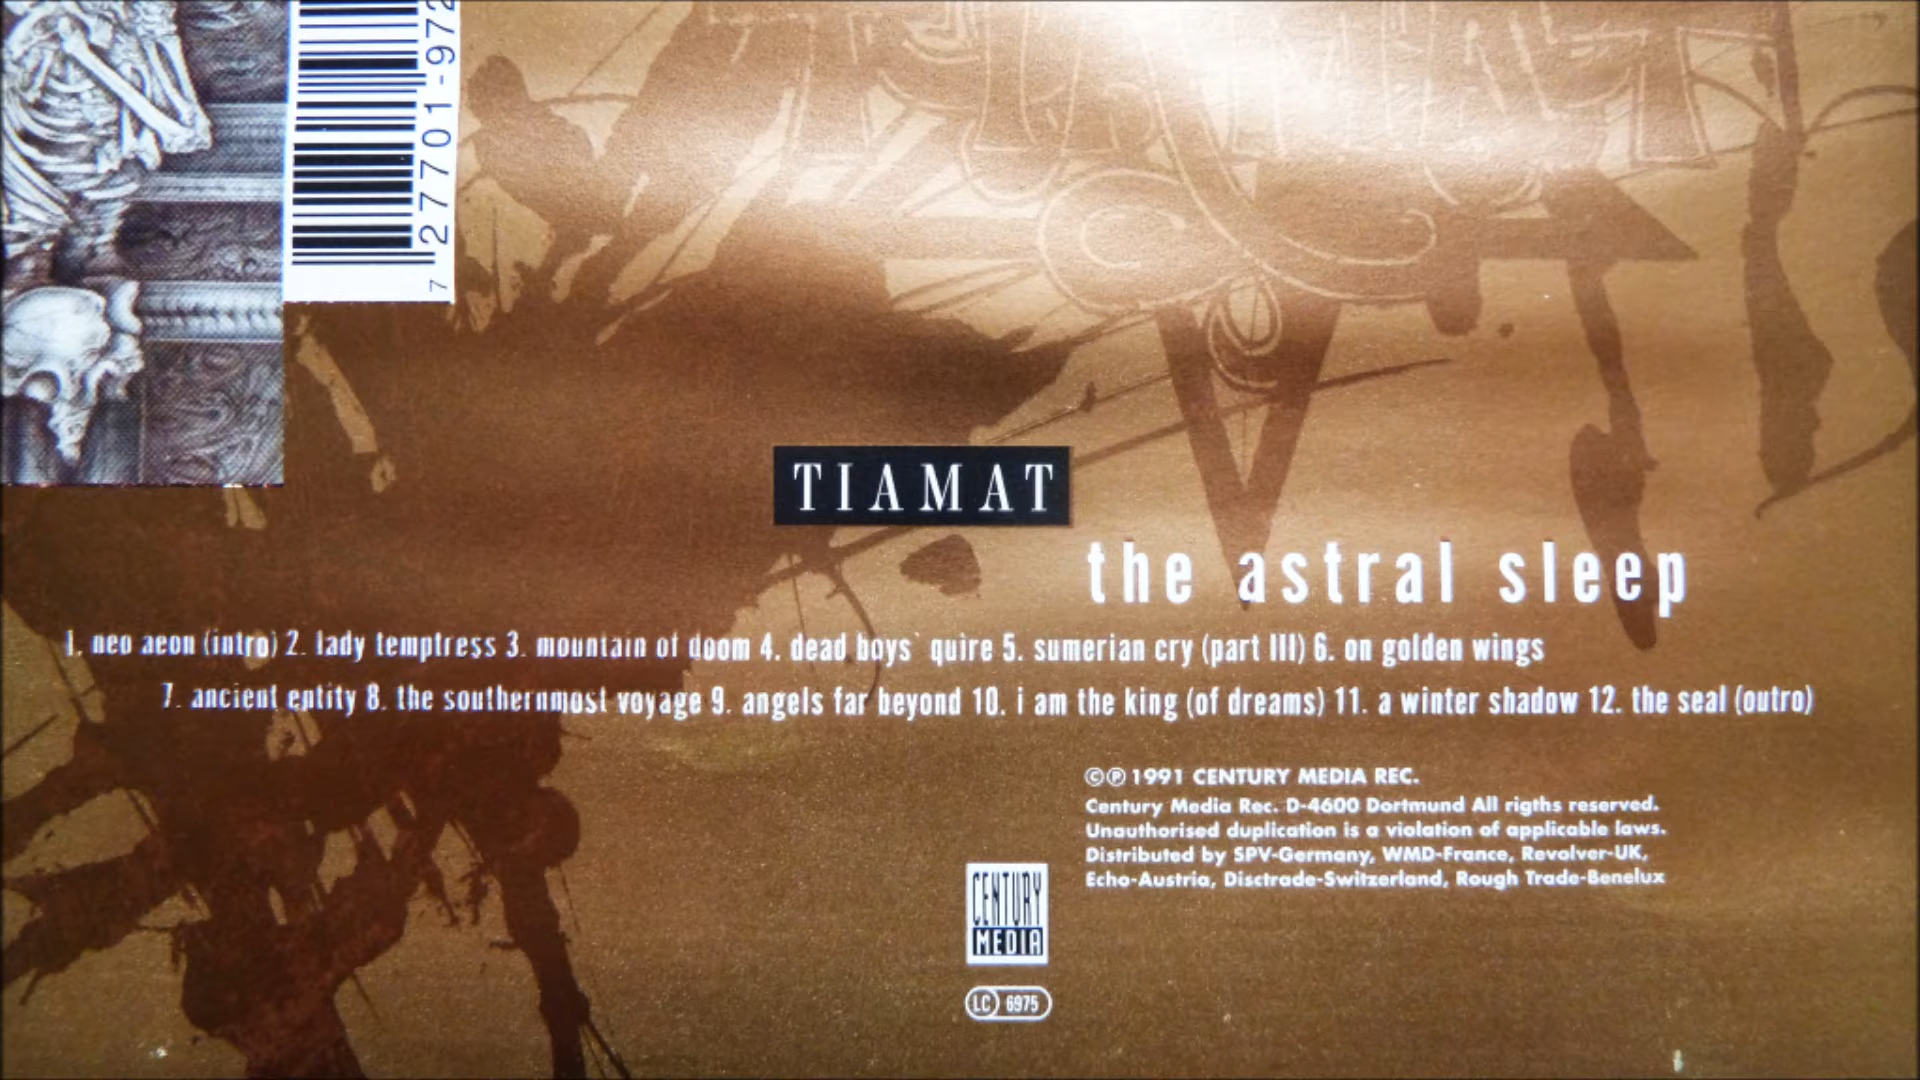 7 27701-972
TIAMAT
the astral sleep
1. neo aeon (intro) 2. lady temptress 3. mountain of doom 4. dead boys` quire 5. sumerian cry (part III) 6. on golden wings
7. ancient entity 8. the southernmost voyage 9. angels far beyond 10. i am the king (of dreams) 11. a winter shadow 12. the seal (outro)
©℗ 1991 CENTURY MEDIA REC.
Century Media Rec. D-4600 Dortmund All rigths reserved.
Unauthorised duplication is a violation of applicable laws.
Distributed by SPV-Germany, WMD-France, Revolver-UK,
Echo-Austria, Disctrade-Switzerland, Rough Trade-Benelux
CENTURY
MEDIA
LC 6975